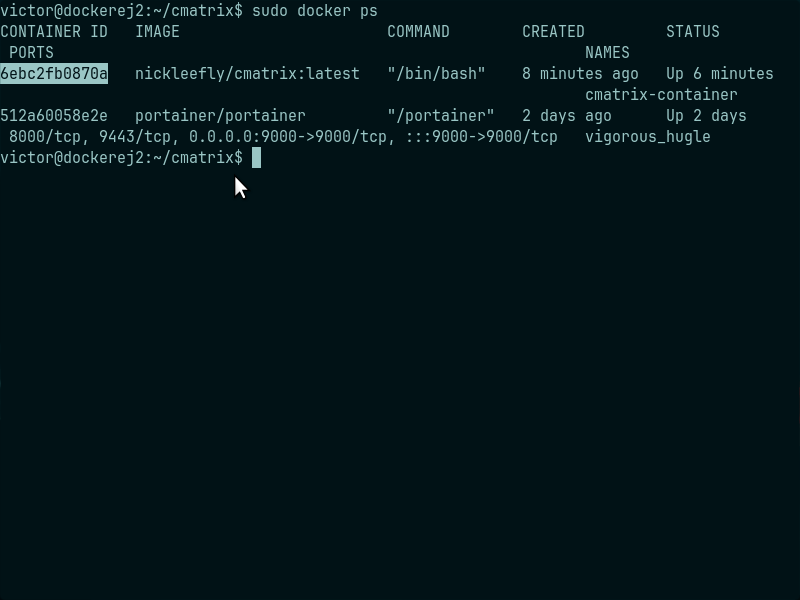 victor@dockerej2:~/cmatrix$ sudo docker ps
CONTAINER ID   IMAGE                       COMMAND        CREATED         STATUS
 PORTS                                                           NAMES
6ebc2fb0870a   nickleefly/cmatrix:latest   "/bin/bash"    8 minutes ago   Up 6 minutes
                                                                 cmatrix-container
512a60058e2e   portainer/portainer         "/portainer"   2 days ago      Up 2 days
 8000/tcp, 9443/tcp, 0.0.0.0:9000->9000/tcp, :::9000->9000/tcp   vigorous_hugle
victor@dockerej2:~/cmatrix$